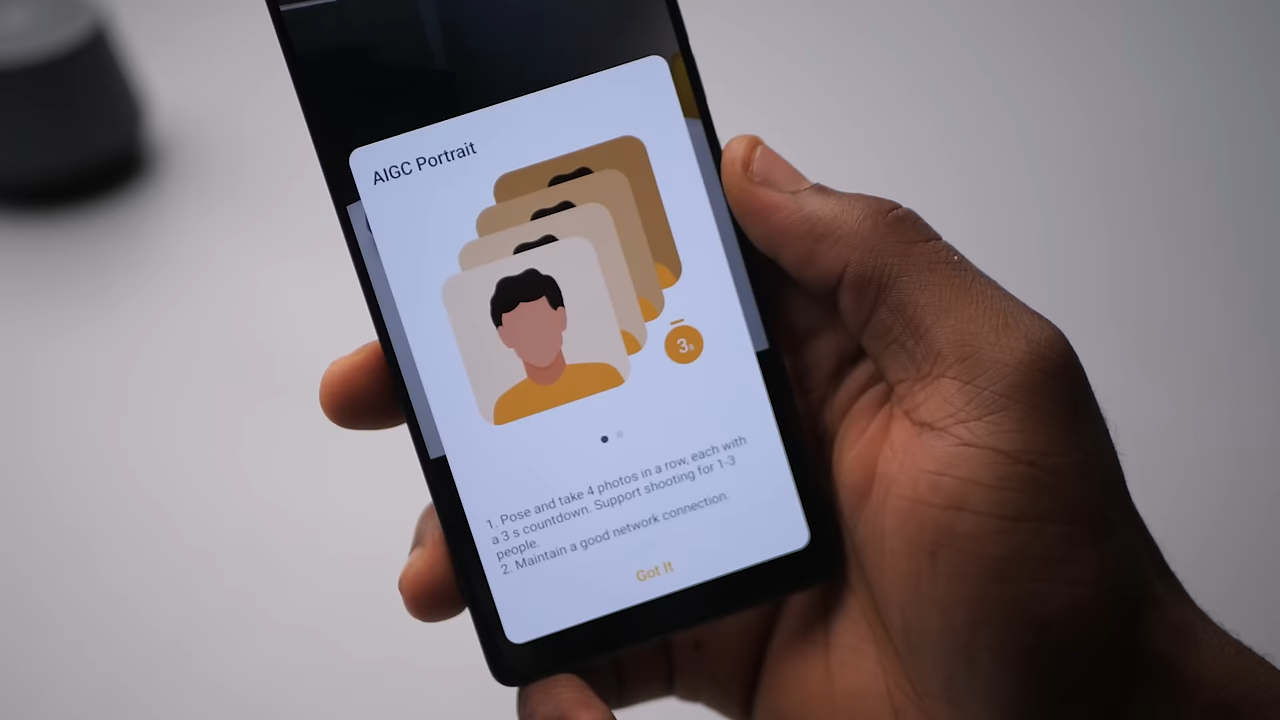 AIGC Portrait
3s
1. Pose and take 4 photos in a row, each with
a 3 s countdown. Support shooting for 1-3
people.
2. Maintain a good network connection.
Got It